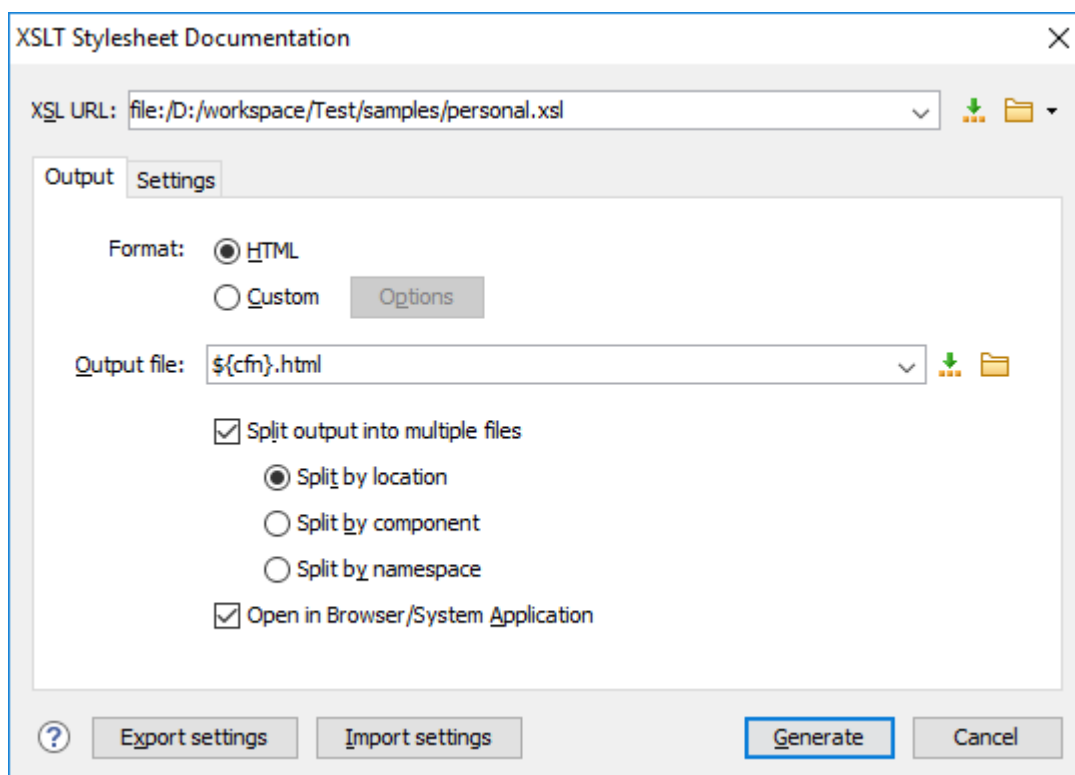 XSLT Stylesheet Documentation
XSL URL: file:/D:/workspace/Test/samples/personal.xsl
Output Settings
Format: HTML
Custom Options
Output file: ${cfn}.html
Split output into multiple files
Split by location
Split by component
Split by namespace
Open in Browser/System Application
? Export settings Import settings Generate Cancel